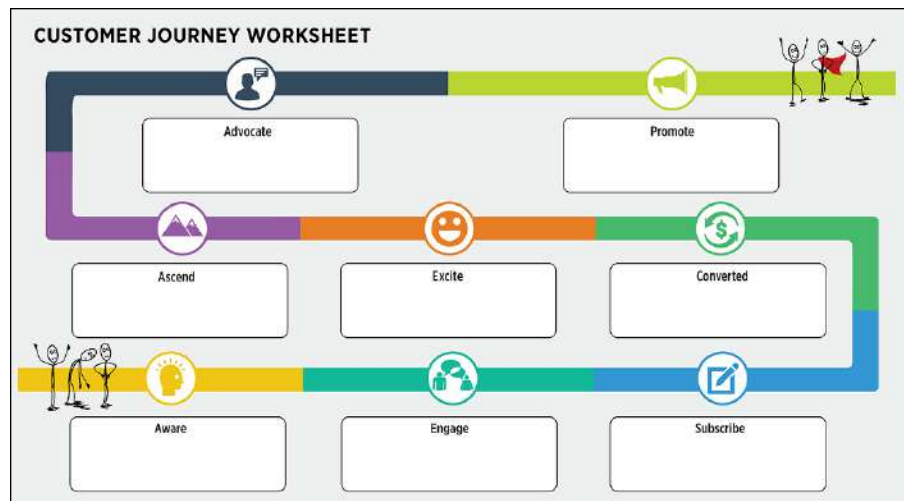 CUSTOMER JOURNEY WORKSHEET
Advocate
Promote
Ascend
Excite
$
Converted
Aware
Engage
Subscribe